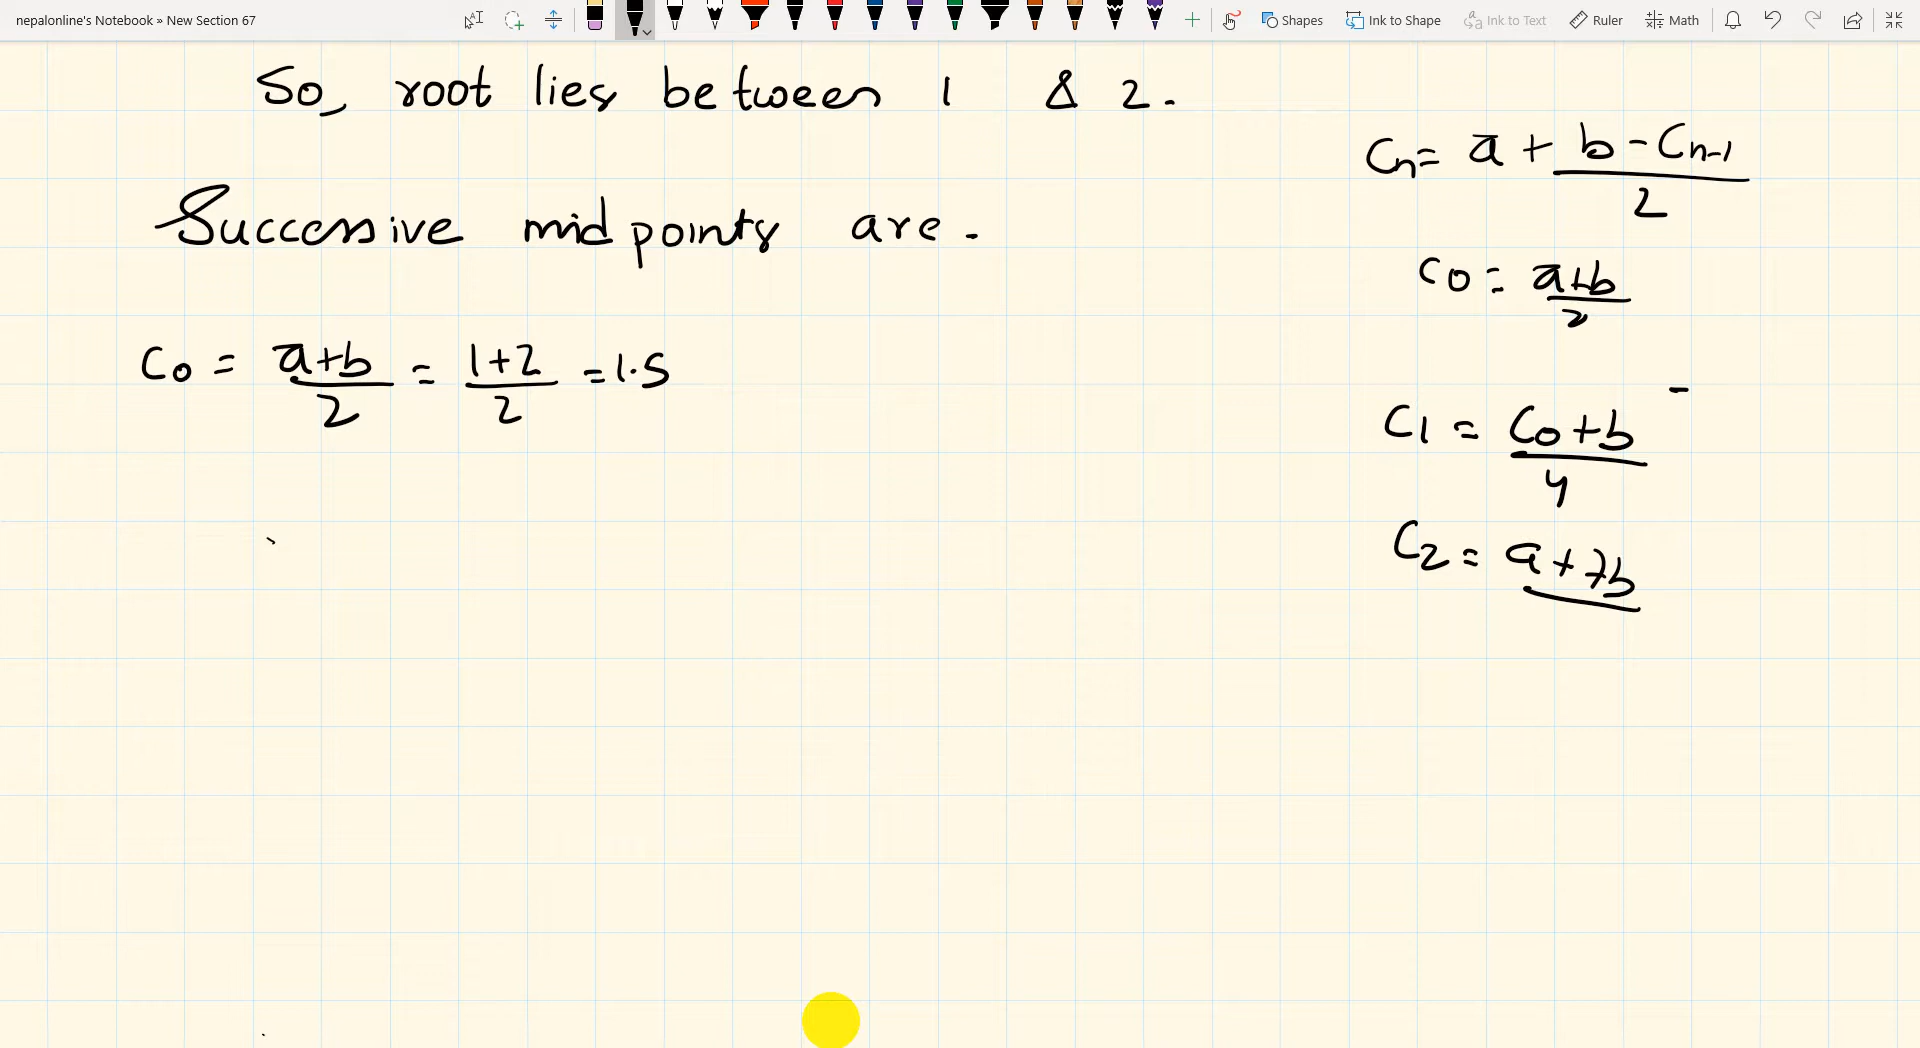 nepalonline's Notebook » New Section 67
Shapes Ink to Shape Ink to Text Ruler Math
So, root lies between 1 & 2.
Successive midpoints are.
C0 = a+b/2 = 1+2/2 = 1.5
Cn = a + b - Cn-1/2
C0 = a+b/2
C1 = C0+b/4
C2 = a+7b